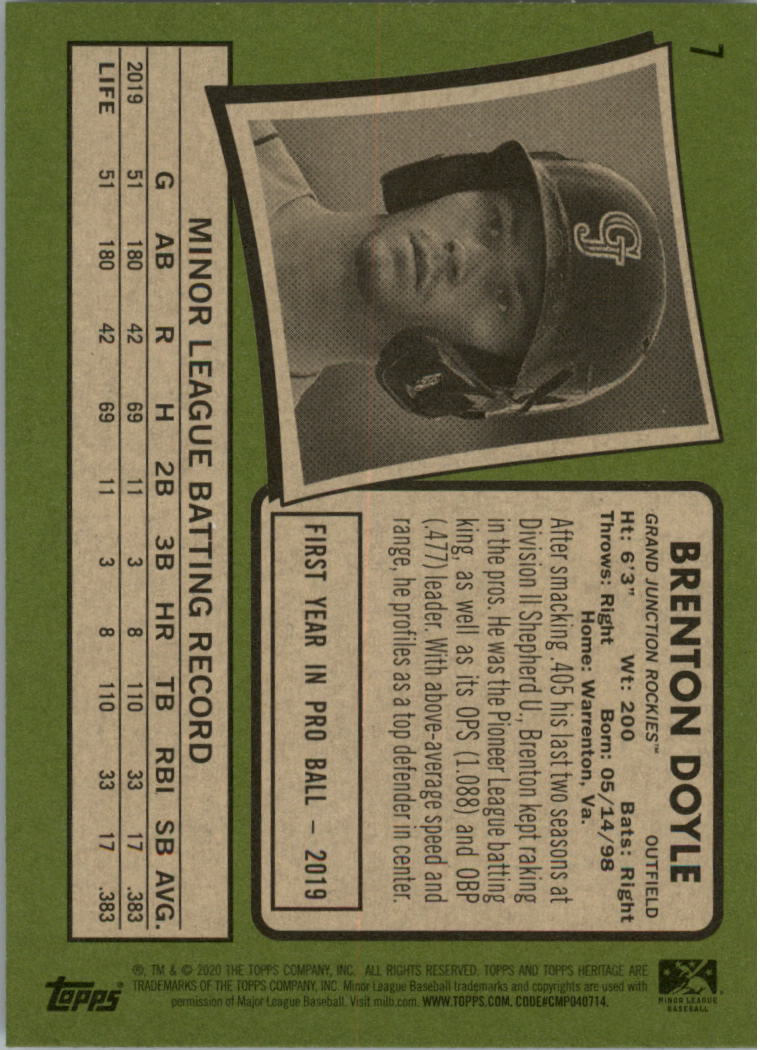 7
BRENTON DOYLE
GRAND JUNCTION ROCKIES™ OUTFIELD
Ht: 6'3" Wt: 200 Bats: Right
Throws: Right Born: 05/14/98
Home: Warrenton, Va.
After smacking .405 his last two seasons at
Division II Shepherd U., Brenton kept raking
in the pros. He was the Pioneer League batting
king, as well as its OPS (1.088) and OBP
(.477) leader. With above-average speed and
range, he profiles as a top defender in center.
FIRST YEAR IN PRO BALL – 2019
GJ
MINOR LEAGUE BATTING RECORD
G AB R H 2B 3B HR TB RBI SB AVG.
2019 51 180 42 69 11 3 8 110 33 17 .383
LIFE 51 180 42 69 11 3 8 110 33 17 .383
MINOR LEAGUE
BASEBALL
®, TM & © 2020 THE TOPPS COMPANY, INC. ALL RIGHTS RESERVED. TOPPS AND TOPPS HERITAGE ARE
TRADEMARKS OF THE TOPPS COMPANY, INC. Minor League Baseball trademarks and copyrights are used with
permission of Major League Baseball. Visit milb.com. WWW.TOPPS.COM. CODE#CMP040714.
topps®